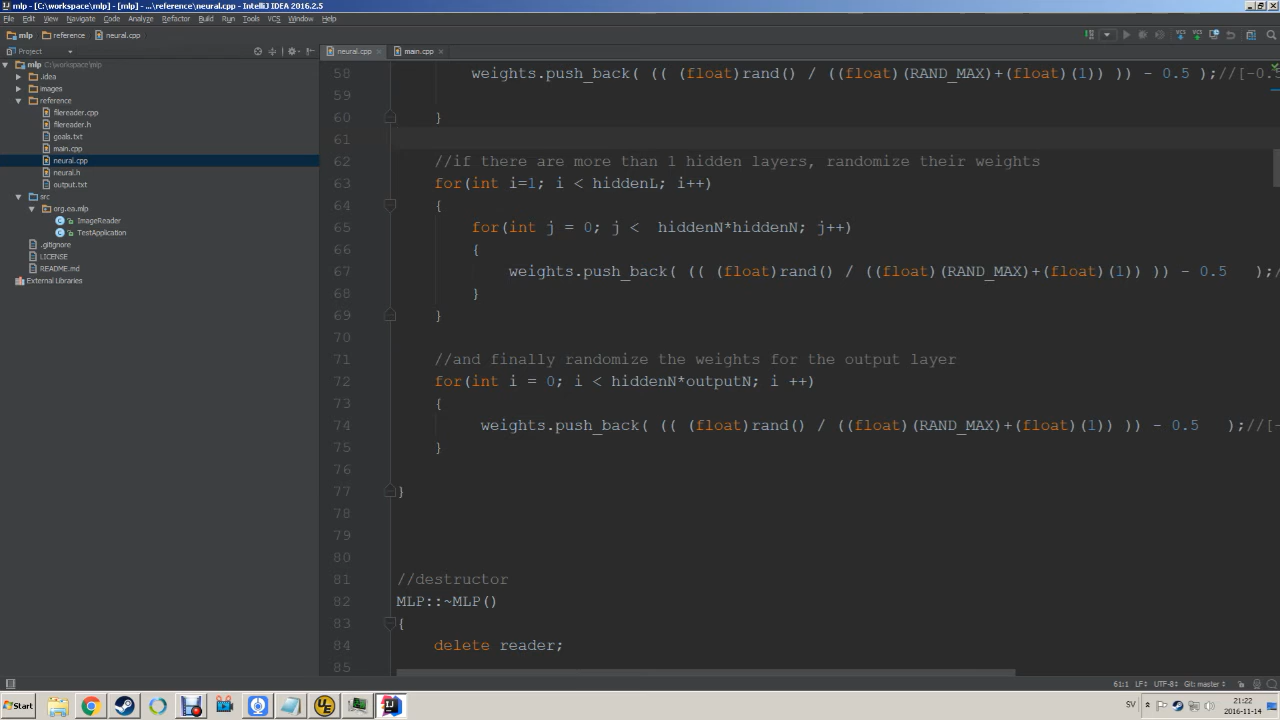 mlp - [C:\workspace\mlp] - [mlp] - ...\reference\neural.cpp - IntelliJ IDEA 2016.2.5
File Edit View Navigate Code Analyze Refactor Build Run Tools VCS Window Help
mlp reference neural.cpp
Project
neural.cpp main.cpp
mlp C:\workspace\mlp
.idea
images
reference
filereader.cpp
filereader.h
goals.txt
main.cpp
neural.cpp
neural.h
output.txt
src
org.ea.mlp
ImageReader
TestApplication
.gitignore
LICENSE
README.md
External Libraries
58 weights.push_back( (( (float)rand() / ((float)(RAND_MAX)+(float)(1)) )) - 0.5 );//[-0.5
59
60 }
61
62 //if there are more than 1 hidden layers, randomize their weights
63 for(int i=1; i < hiddenL; i++)
64 {
65 for(int j = 0; j < hiddenN*hiddenN; j++)
66 {
67 weights.push_back( (( (float)rand() / ((float)(RAND_MAX)+(float)(1)) )) - 0.5 );/
68 }
69 }
70
71 //and finally randomize the weights for the output layer
72 for(int i = 0; i < hiddenN*outputN; i ++)
73 {
74 weights.push_back( (( (float)rand() / ((float)(RAND_MAX)+(float)(1)) )) - 0.5 );//[-
75 }
76
77 }
78
79
80
81 //destructor
82 MLP::~MLP()
83 {
84 delete reader;
85
61:1 LF÷ UTF-8÷ Git: master÷
Start
SV
21:22
2016-11-14